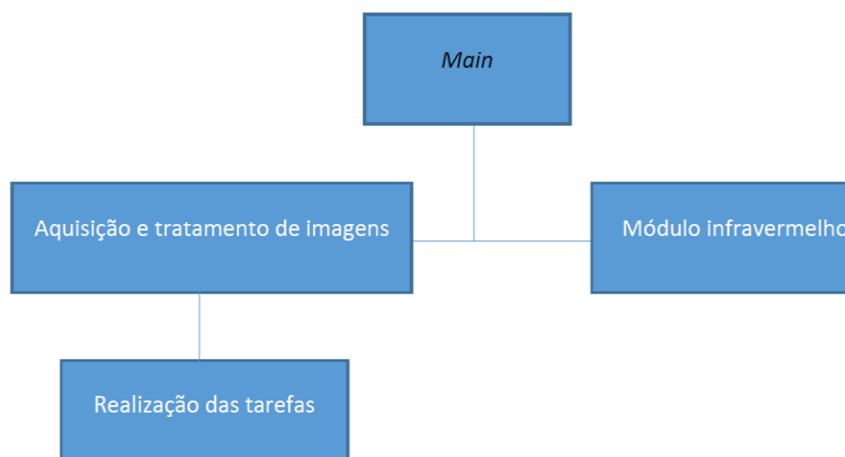 Main
Aquisição e tratamento de imagens
Módulo infravermelho
Realização das tarefas